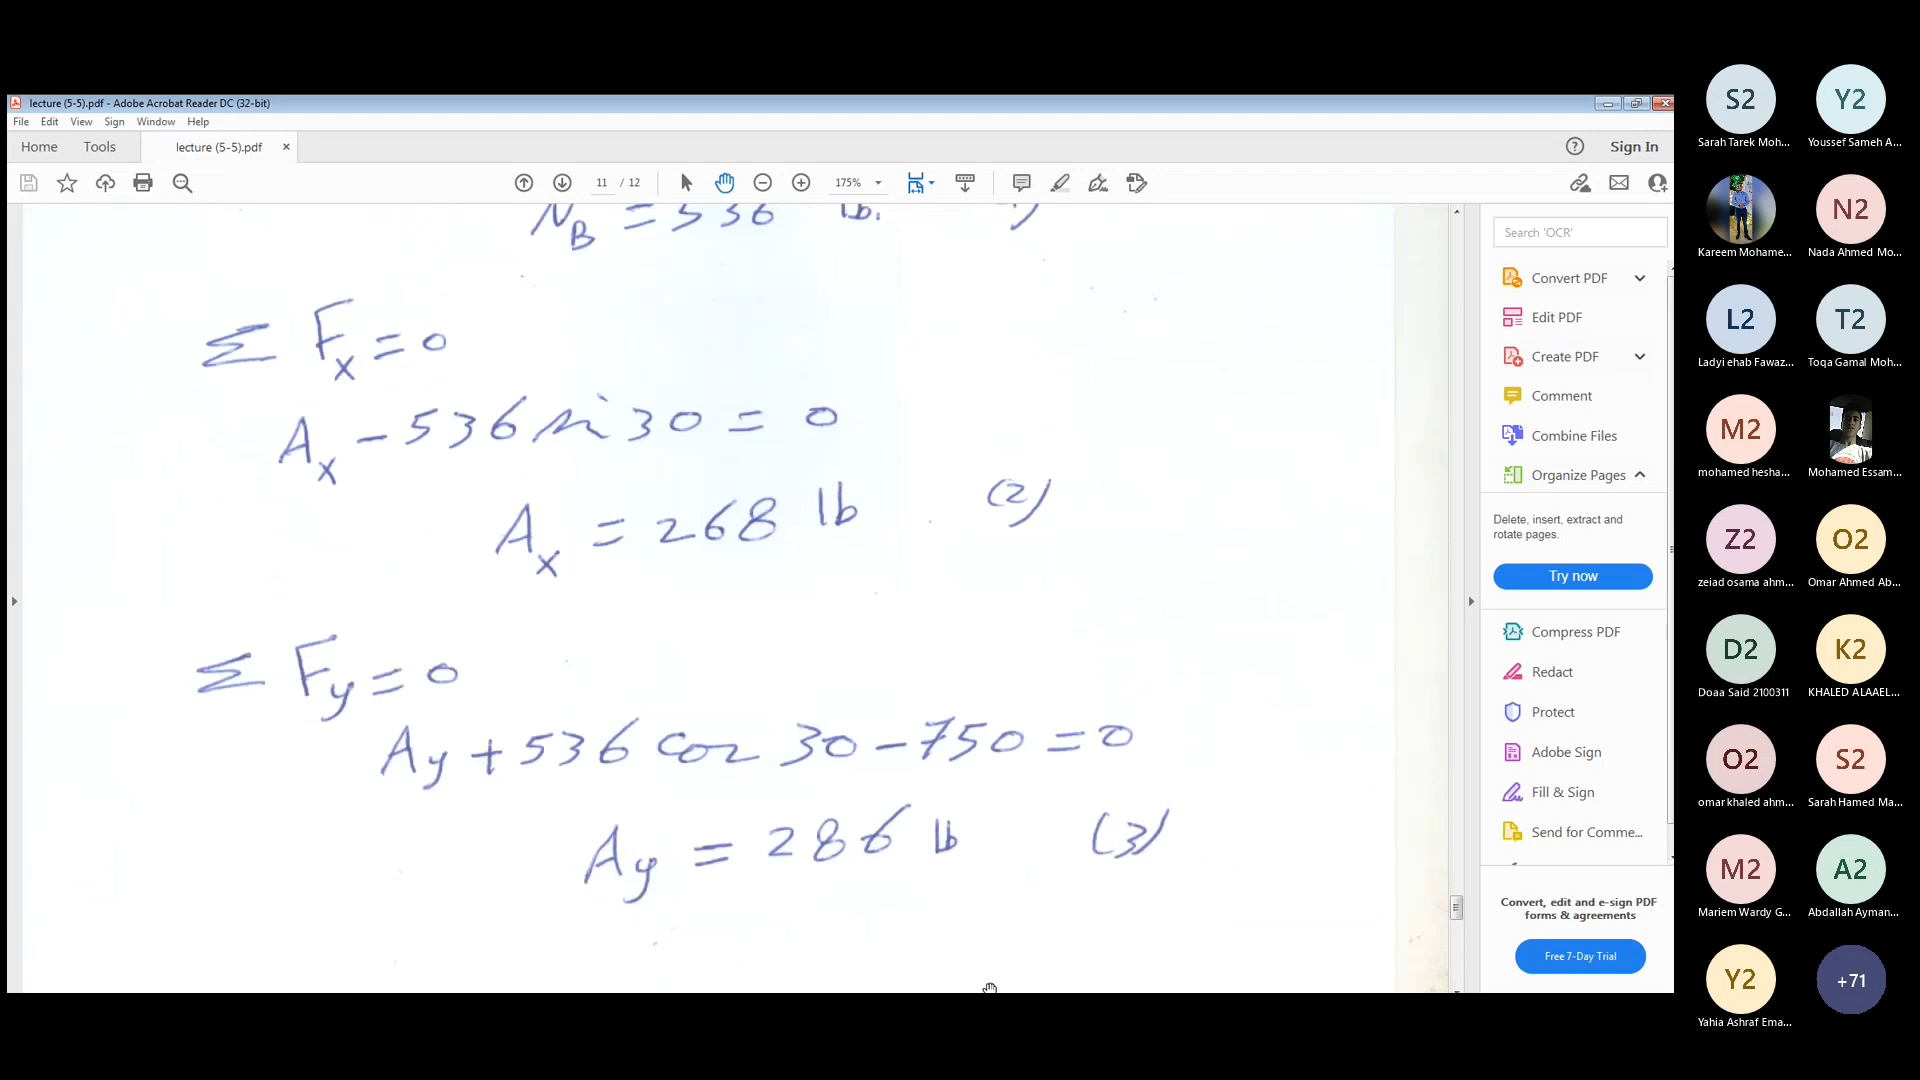 lecture (5-5).pdf - Adobe Acrobat Reader DC (32-bit)
File Edit View Sign Window Help
Home Tools lecture (5-5).pdf × Sign In
11 / 12 175%
N_B = 536 lb.
Σ F_x = 0
A_x - 536 sin 30 = 0
A_x = 268 lb (2)
Σ F_y = 0
A_y + 536 cos 30 - 750 = 0
A_y = 286 lb (3)
Search 'OCR'
Convert PDF
Edit PDF
Create PDF
Comment
Combine Files
Organize Pages
Delete, insert, extract and
rotate pages.
Try now
Compress PDF
Redact
Protect
Adobe Sign
Fill & Sign
Send for Comme...
Convert, edit and e-sign PDF
forms & agreements
Free 7-Day Trial
S2 Y2
Sarah Tarek Moh... Youssef Sameh A...
N2
Kareem Mohame... Nada Ahmed Mo...
L2 T2
Ladyi ehab Fawaz... Toqa Gamal Moh...
M2
mohamed hesha... Mohamed Essam...
Z2 O2
zeiad osama ahm... Omar Ahmed Ab...
D2 K2
Doaa Said 2100311 KHALED ALAAEL...
O2 S2
omar khaled ahm... Sarah Hamed Ma...
M2 A2
Mariem Wardy G... Abdallah Ayman...
Y2 +71
Yahia Ashraf Ema...